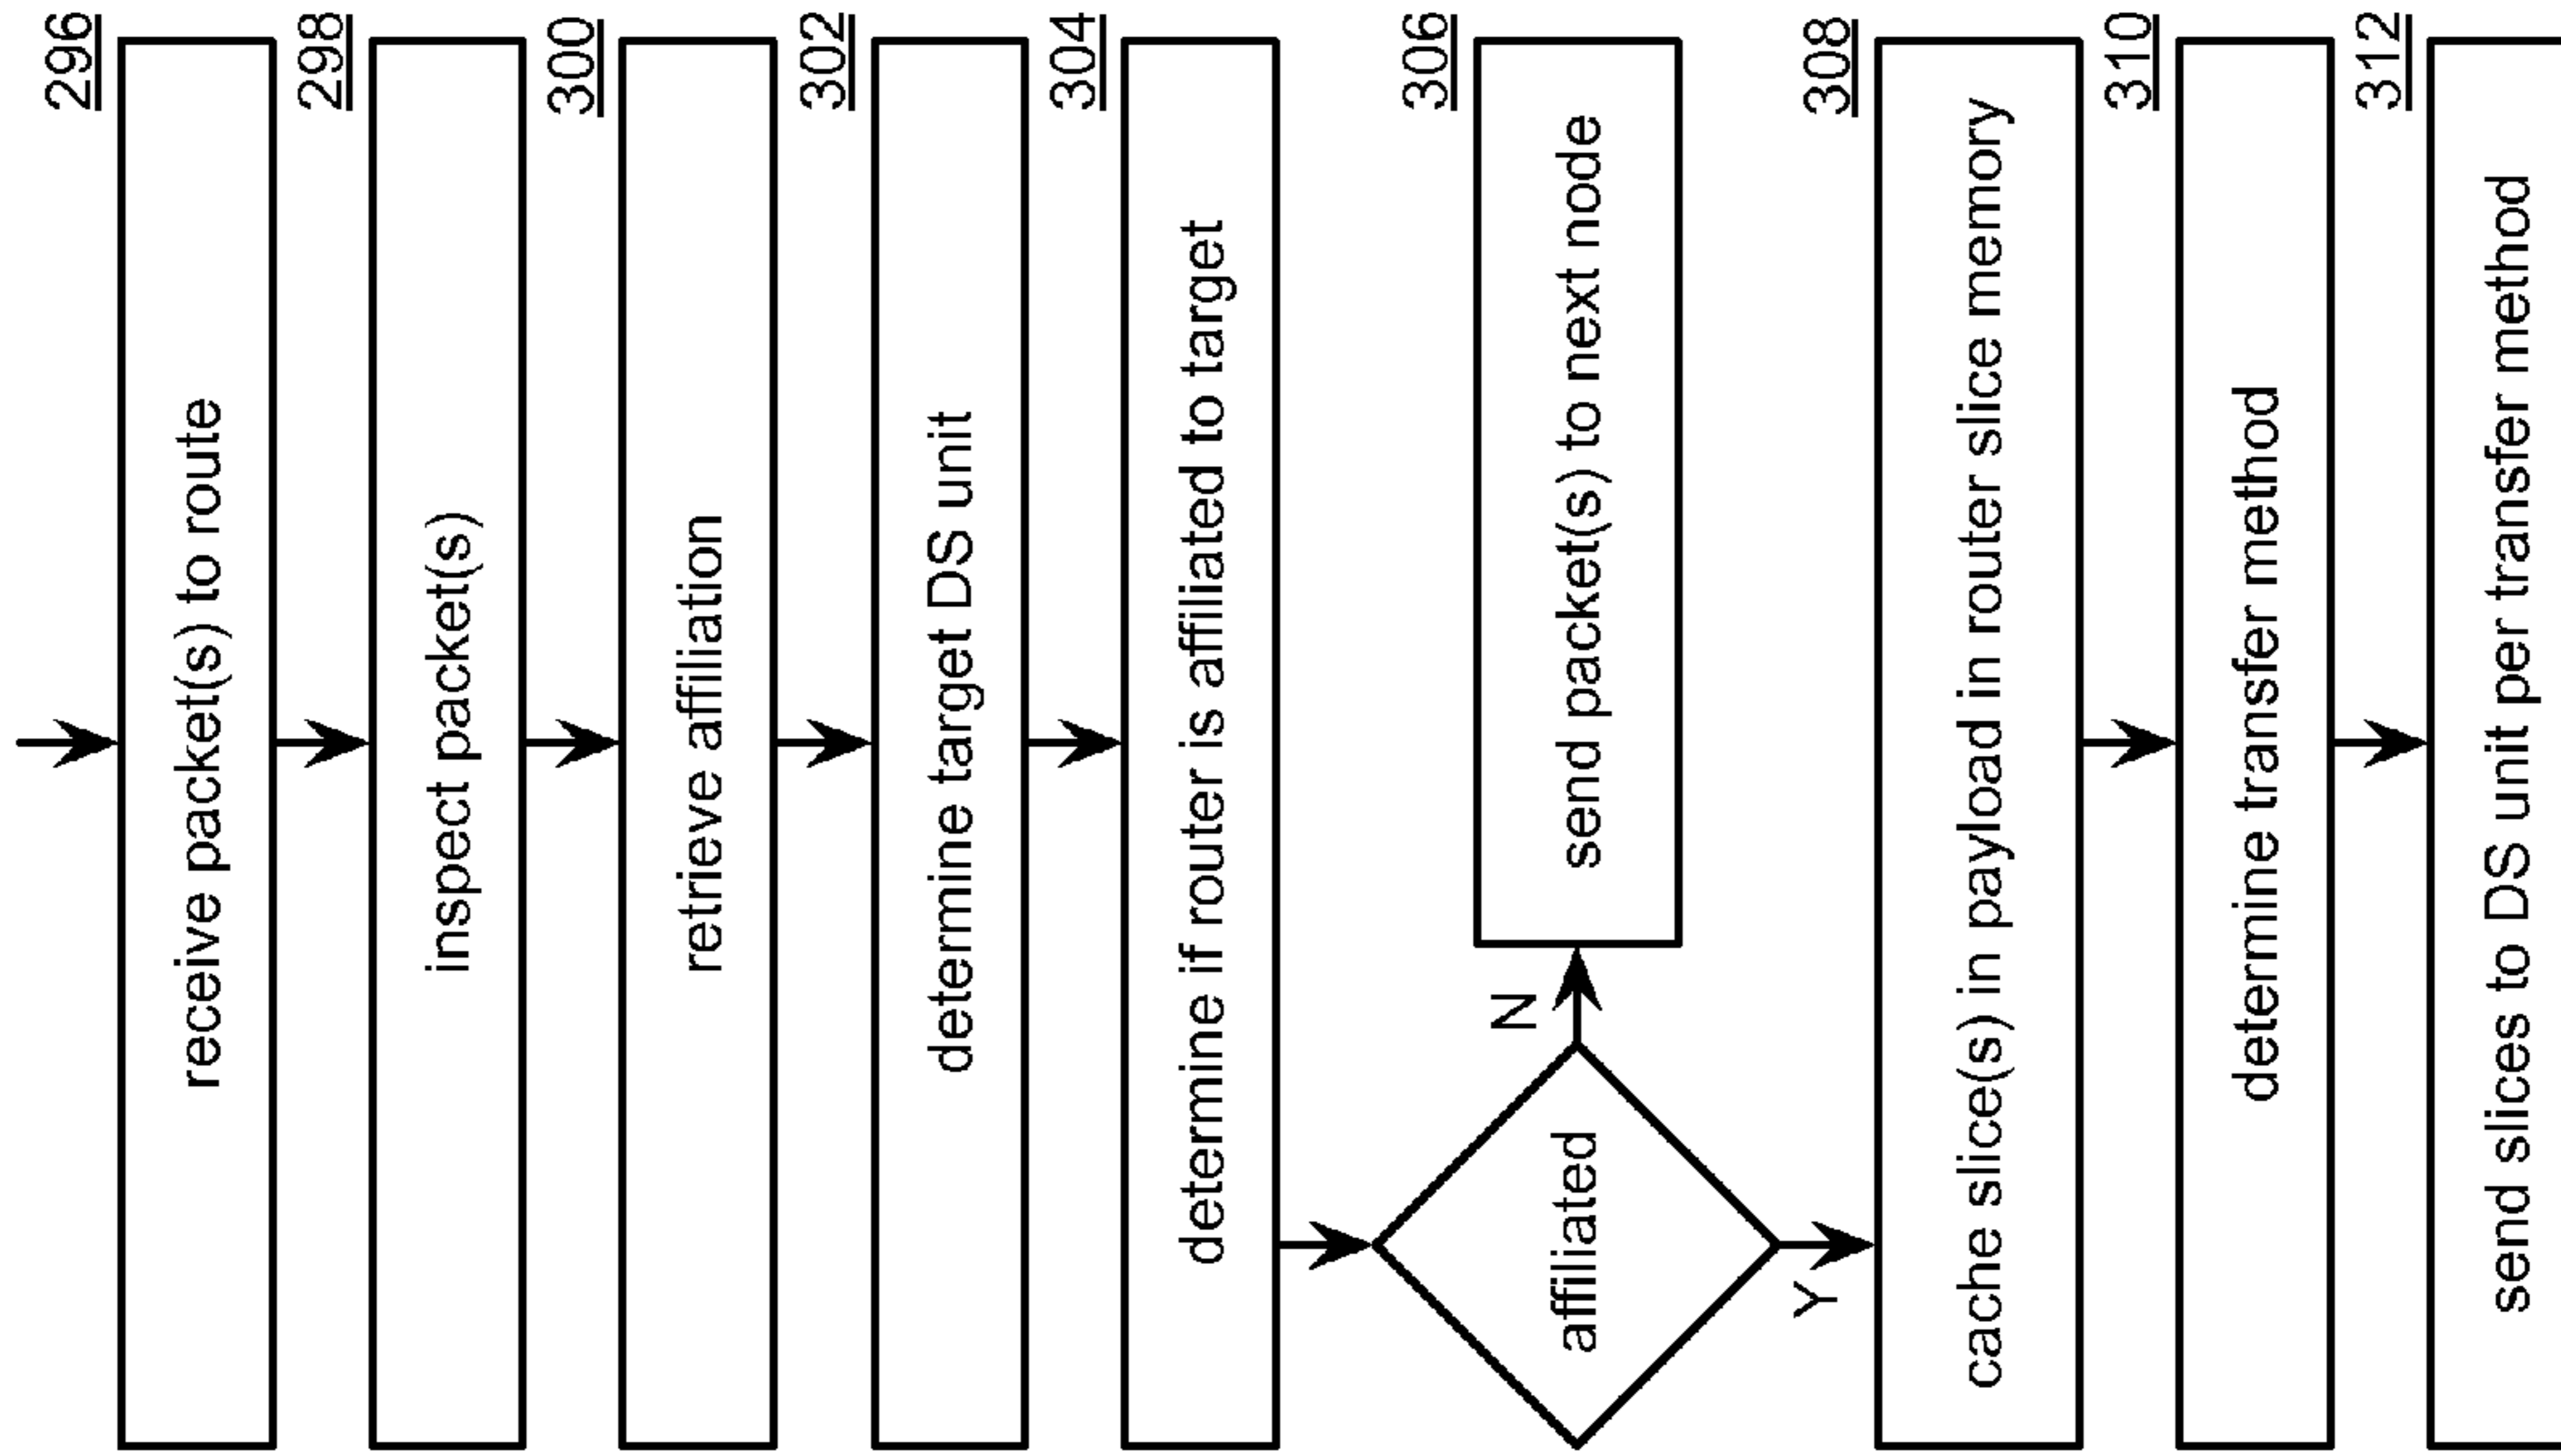 296
receive packet(s) to route
298
inspect packet(s)
300
retrieve affiliation
302
determine target DS unit
304
determine if router is affiliated to target
affiliated
N
306
send packet(s) to next node
Y
308
cache slice(s) in payload in router slice memory
310
determine transfer method
312
send slices to DS unit per transfer method